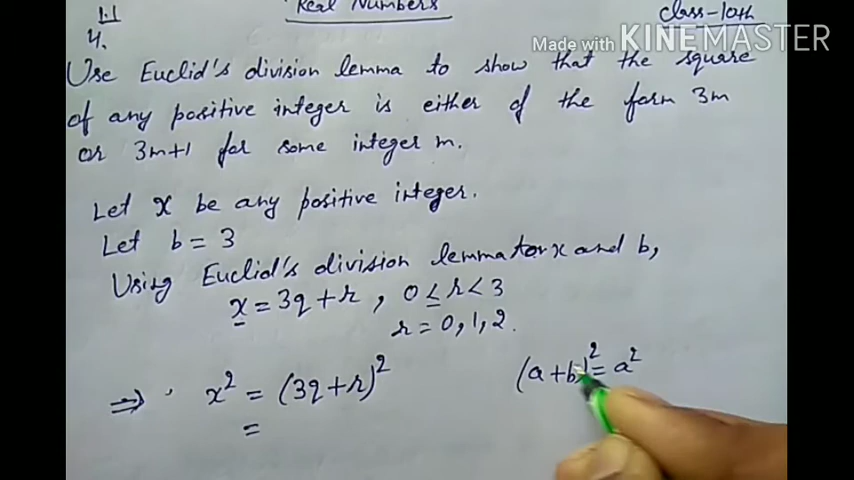 1.1 Real Numbers Class-10th
Made with KINEMASTER
4.
Use Euclid's division lemma to show that the square
of any positive integer is either of the form 3m
or 3m+1 for some integer m.
Let x be any positive integer.
Let b = 3
Using Euclid's division lemma for x and b,
x = 3q + r , 0 ≤ r < 3
r = 0, 1, 2.
⇒ x² = (3q + r)² (a + b)² = a²
=